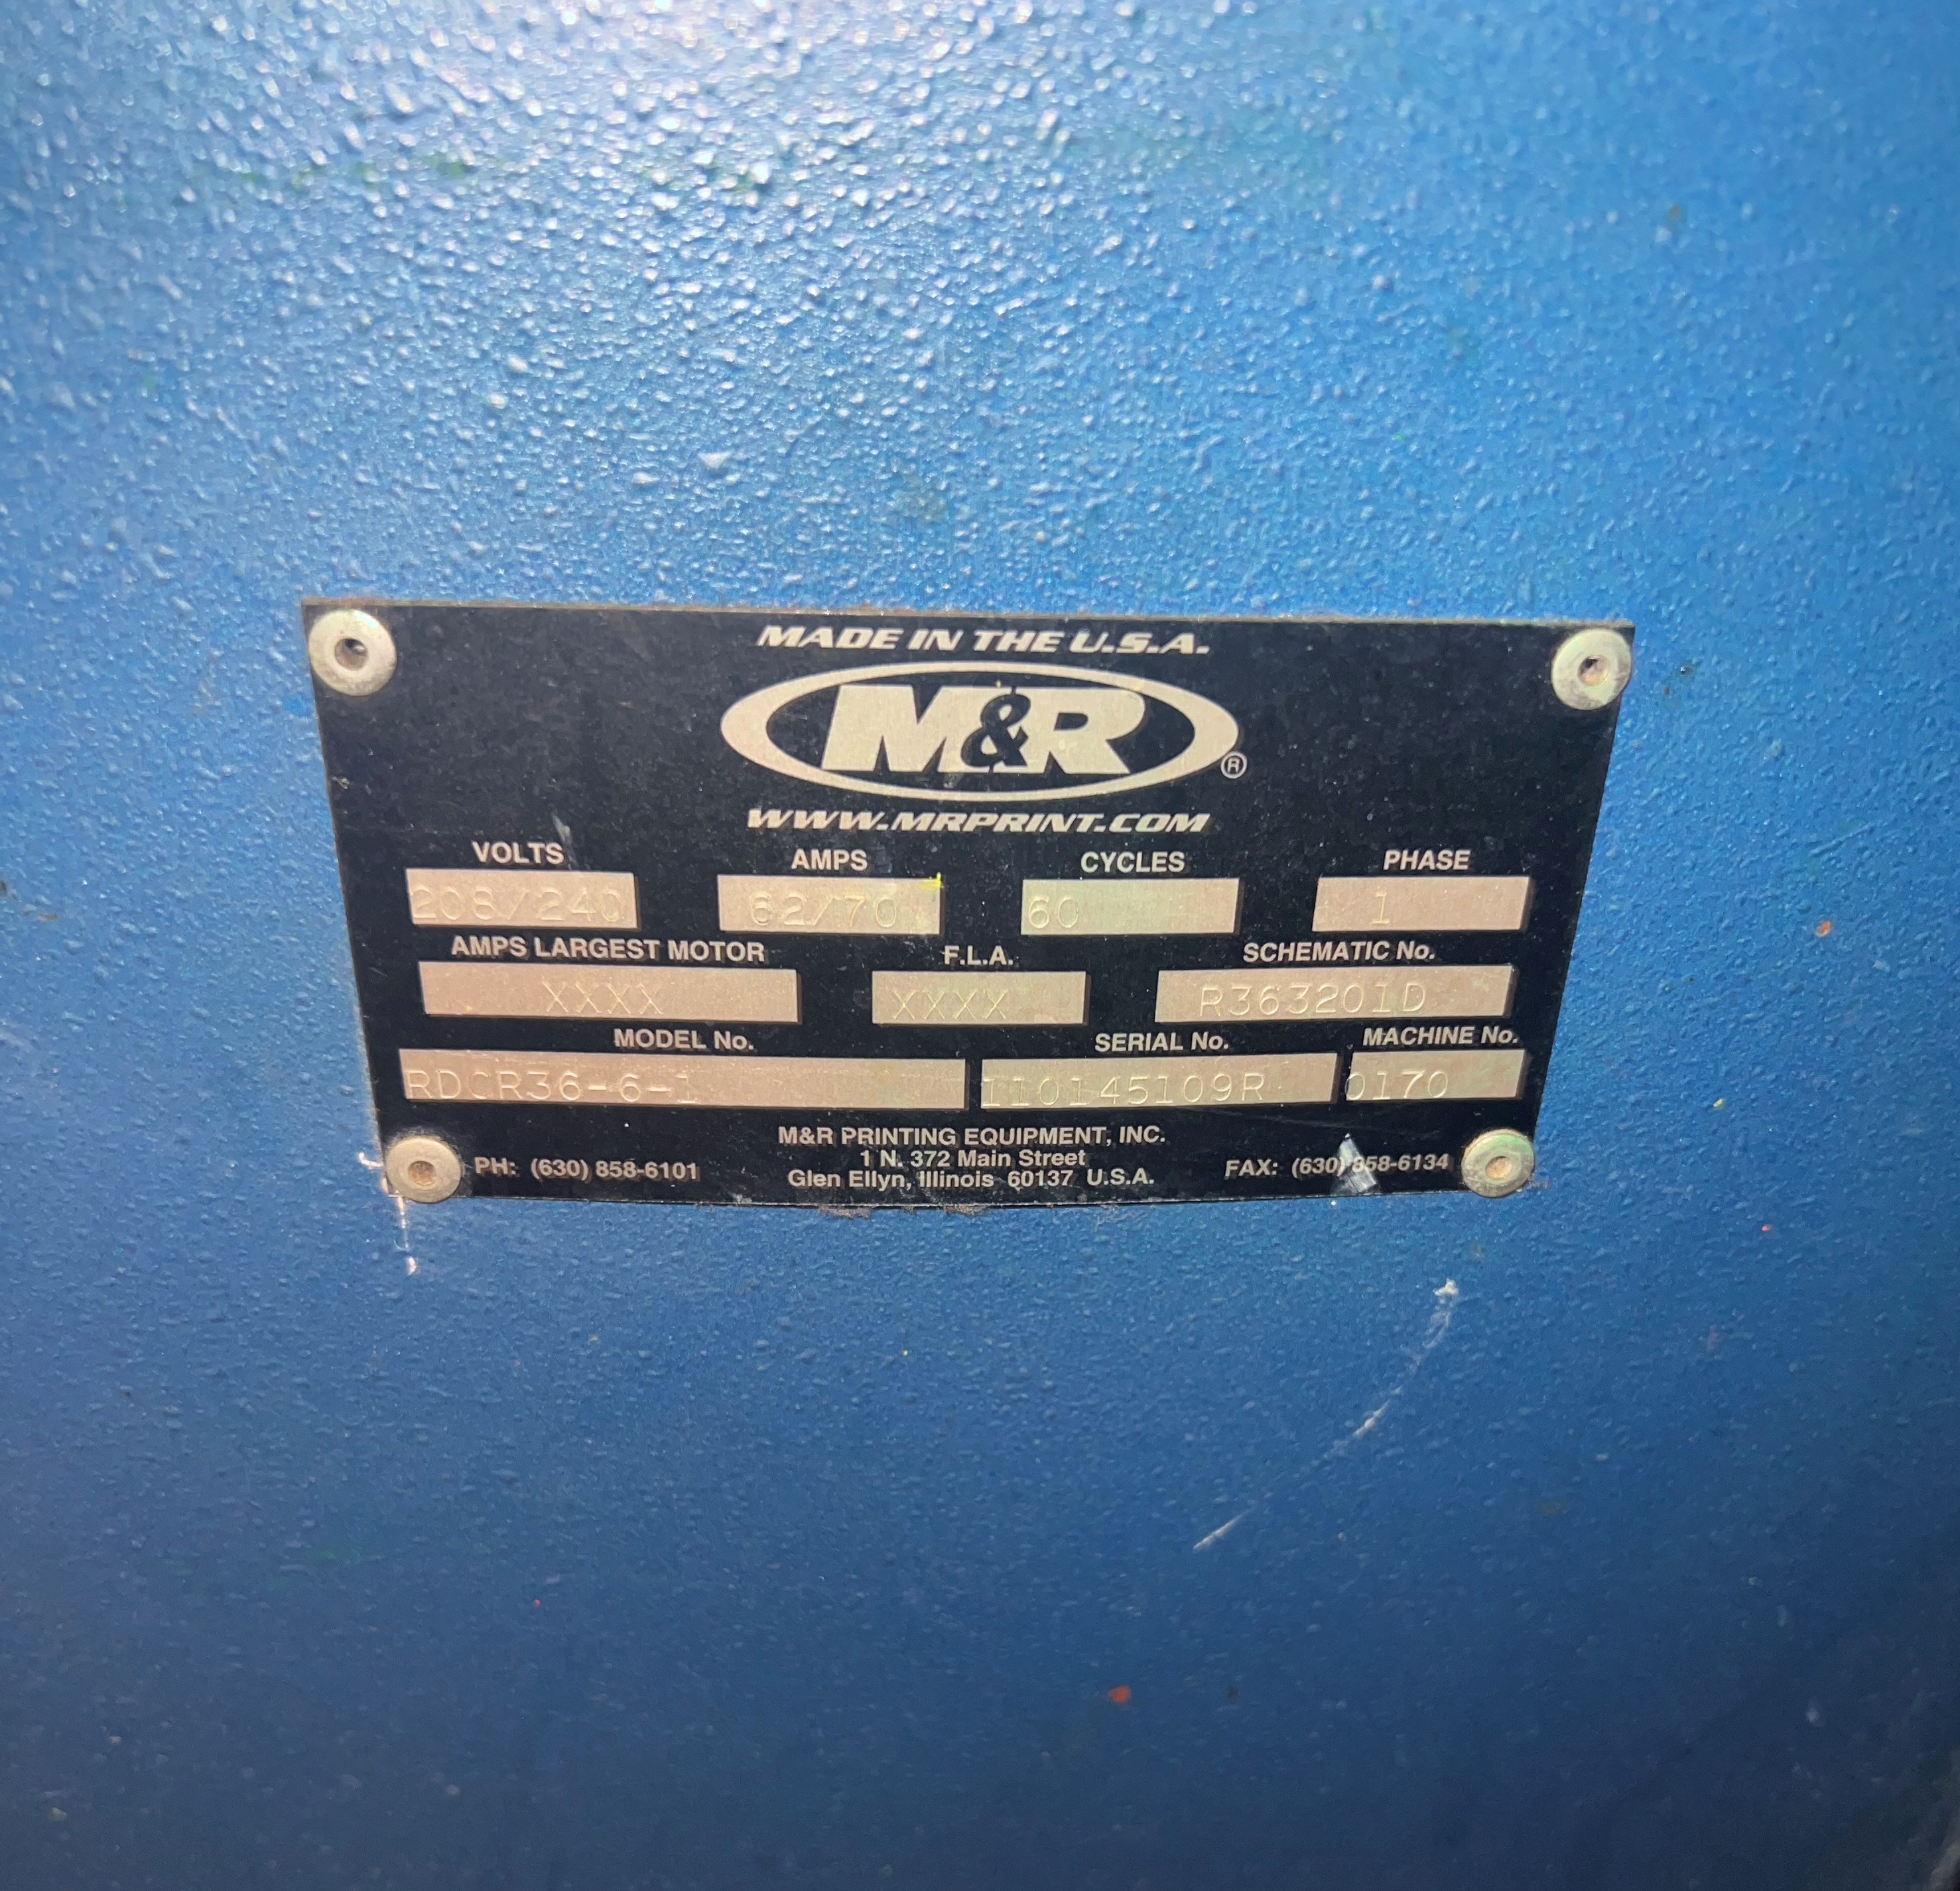 MADE IN THE U.S.A.
M&R®
WWW.MRPRINT.COM
VOLTS AMPS CYCLES PHASE
208/240 62/70 60 1
AMPS LARGEST MOTOR F.L.A. SCHEMATIC No.
XXXX XXXX R363201D
MODEL No. SERIAL No. MACHINE No.
RDCR36-6-1 110145109R 0170
M&R PRINTING EQUIPMENT, INC.
1 N. 372 Main Street
PH: (630) 858-6101 Glen Ellyn, Illinois 60137 U.S.A. FAX: (630) 858-6134